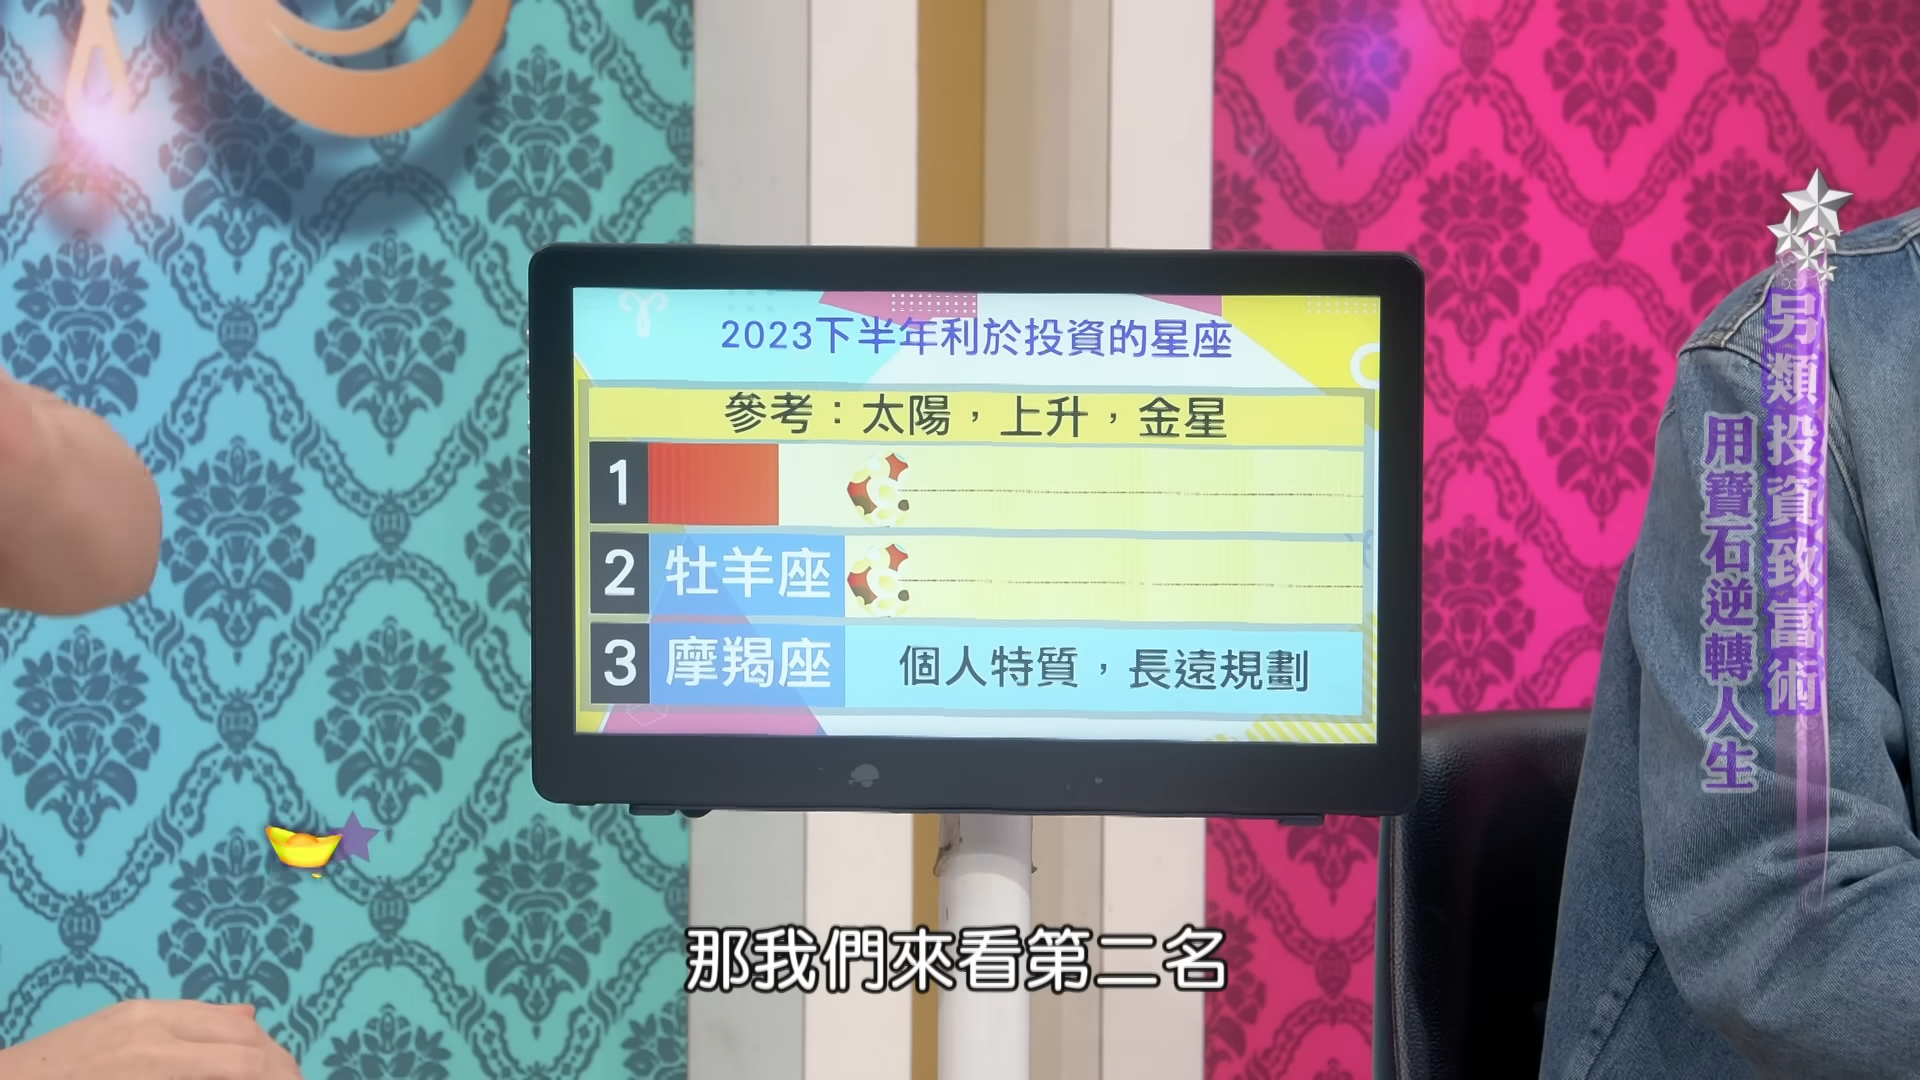 2023下半年利於投資的星座
參考：太陽，上升，金星
1
2 牡羊座
3 摩羯座 個人特質，長遠規劃
另類投資致富術
用寶石逆轉人生
那我們來看第二名